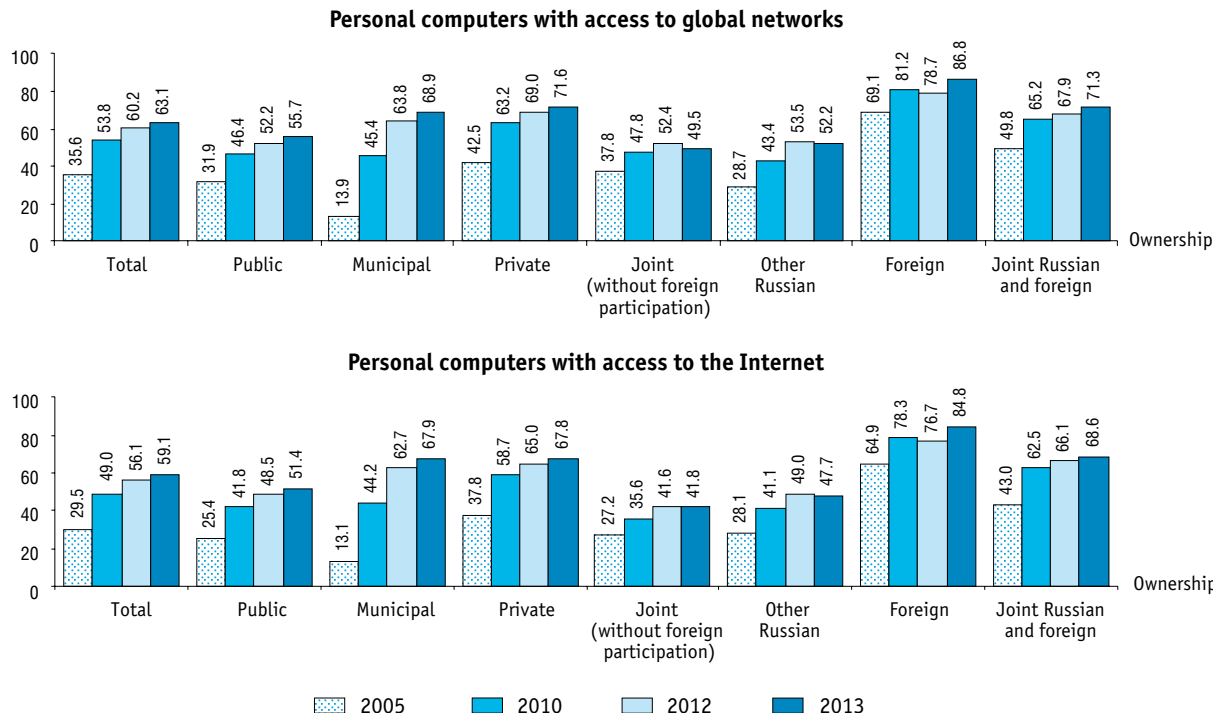 Personal computers with access to global networks
100
80
60
40
20
0
35.6 53.8 60.2 63.1
31.9 46.4 52.2 55.7
13.9 45.4 63.8 68.9
42.5 63.2 69.0 71.6
37.8 47.8 52.4 49.5
28.7 43.4 53.5 52.2
69.1 81.2 78.7 86.8
49.8 65.2 67.9 71.3
Ownership
Total
Public
Municipal
Private
Joint
(without foreign
participation)
Other
Russian
Foreign
Joint Russian
and foreign
Personal computers with access to the Internet
100
80
60
40
20
0
29.5 49.0 56.1 59.1
25.4 41.8 48.5 51.4
13.1 44.2 62.7 67.9
37.8 58.7 65.0 67.8
27.2 35.6 41.6 41.8
28.1 41.1 49.0 47.7
64.9 78.3 76.7 84.8
43.0 62.5 66.1 68.6
Ownership
Total
Public
Municipal
Private
Joint
(without foreign
participation)
Other
Russian
Foreign
Joint Russian
and foreign
2005 2010 2012 2013